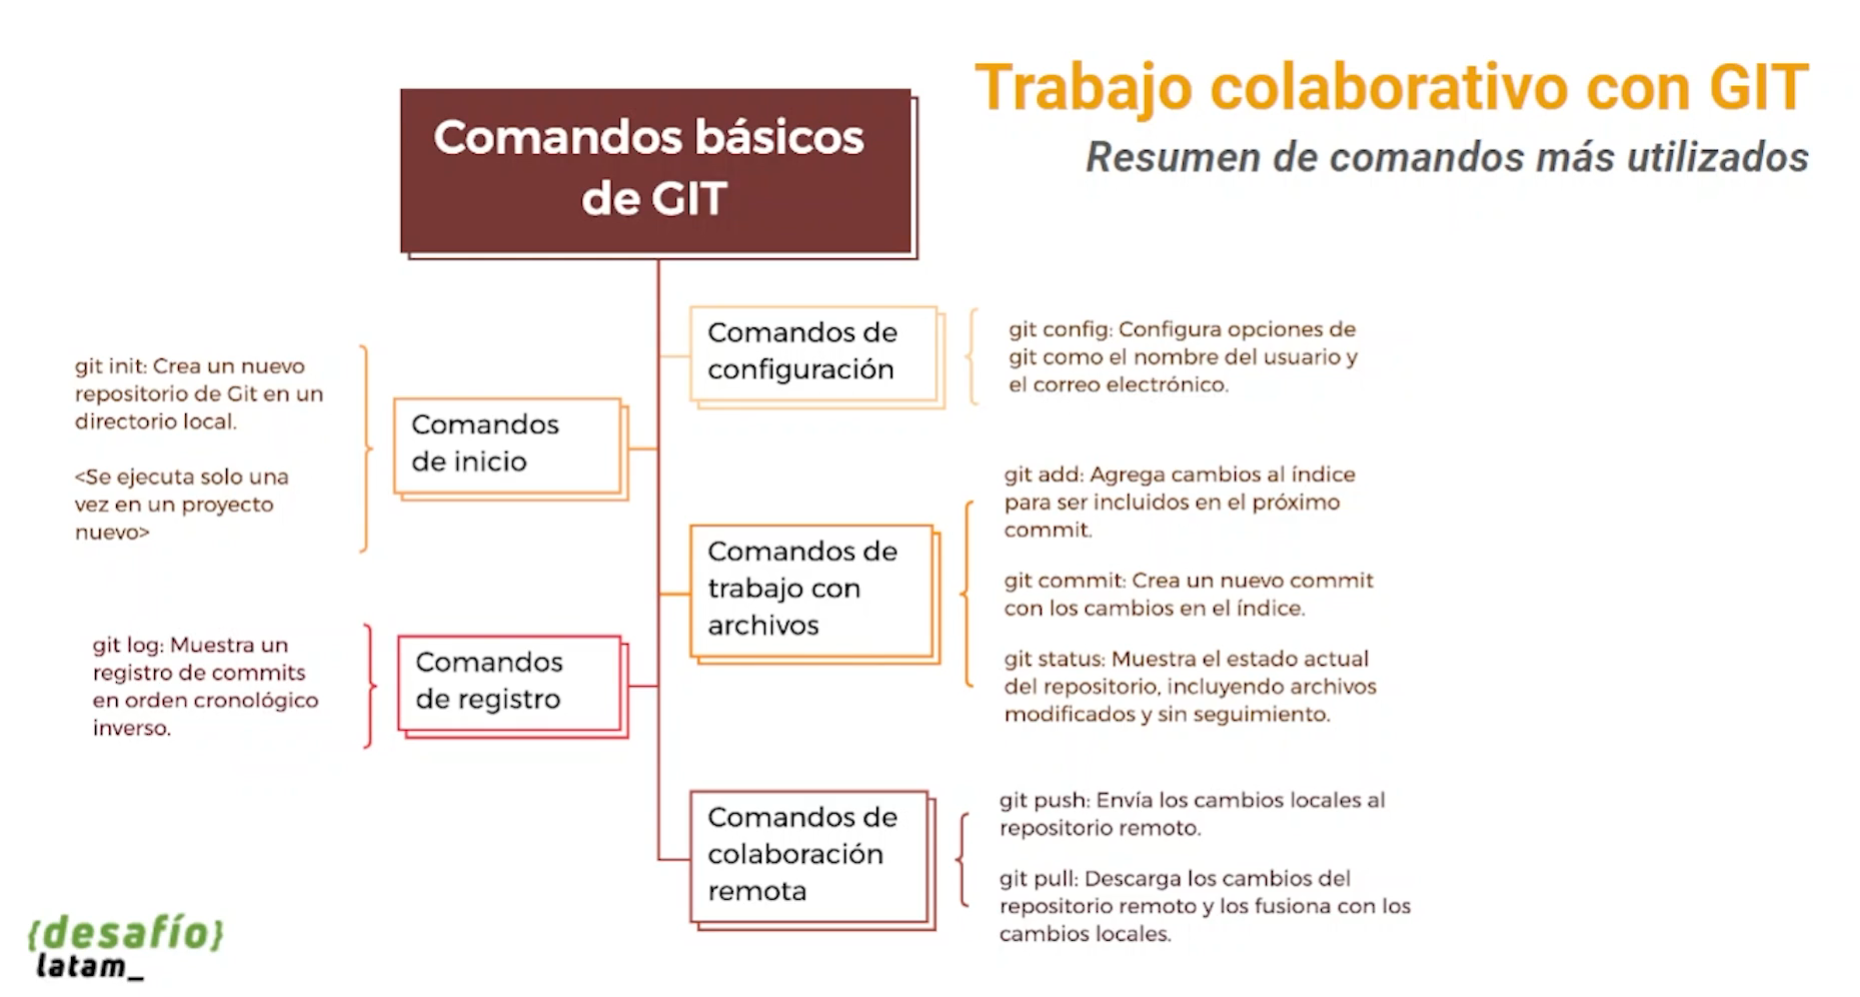 Trabajo colaborativo con GIT
Resumen de comandos más utilizados
Comandos básicos
de GIT
Comandos de
configuración
git config: Configura opciones de
git como el nombre del usuario y
el correo electrónico.
git init: Crea un nuevo
repositorio de Git en un
directorio local.
<Se ejecuta solo una
vez en un proyecto
nuevo>
Comandos
de inicio
Comandos de
trabajo con
archivos
git add: Agrega cambios al índice
para ser incluidos en el próximo
commit.
git commit: Crea un nuevo commit
con los cambios en el índice.
git status: Muestra el estado actual
del repositorio, incluyendo archivos
modificados y sin seguimiento.
git log: Muestra un
registro de commits
en orden cronológico
inverso.
Comandos
de registro
Comandos de
colaboración
remota
git push: Envía los cambios locales al
repositorio remoto.
git pull: Descarga los cambios del
repositorio remoto y los fusiona con los
cambios locales.
{desafío}
latam_